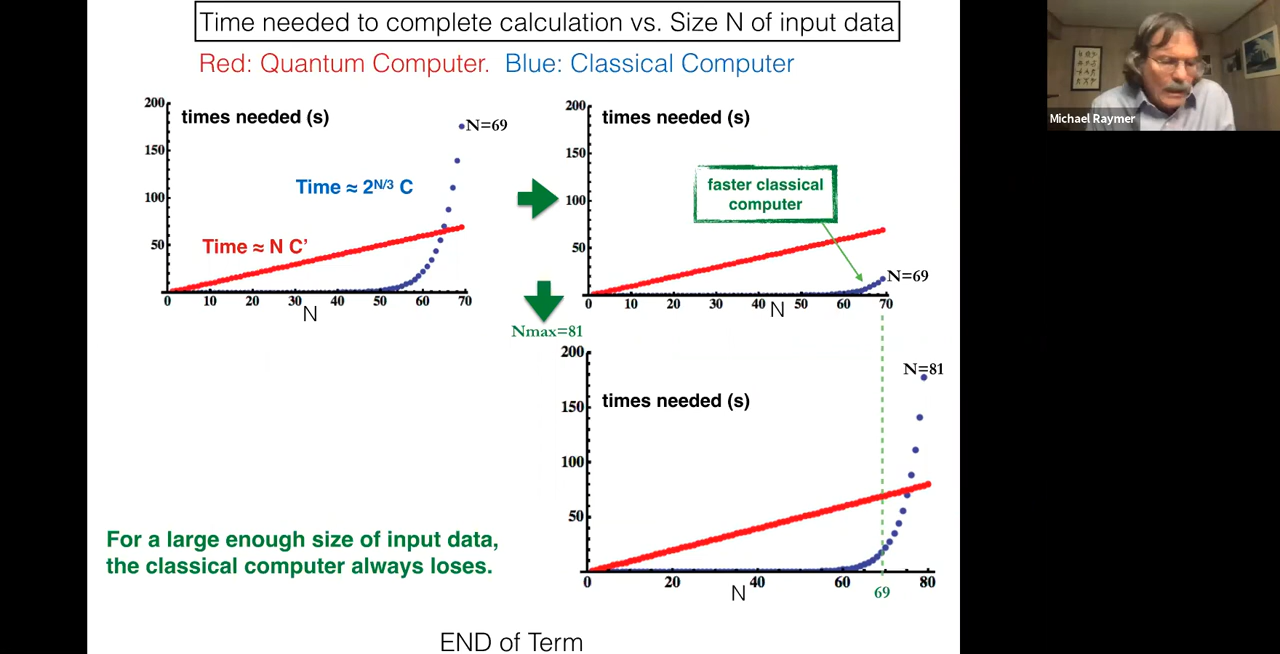 Time needed to complete calculation vs. Size N of input data
Red: Quantum Computer. Blue: Classical Computer
Michael Raymer
200
150
100
50
times needed (s)
N=69
Time ≈ 2^N/3 C
Time ≈ N C’
0 10 20 30 40 50 60 70
N
200
150
100
50
times needed (s)
faster classical
computer
N=69
0 10 20 30 40 50 60 70
N
Nmax=81
200
150
100
50
times needed (s)
N=81
0 20 40 60 80
69
N
For a large enough size of input data,
the classical computer always loses.
END of Term